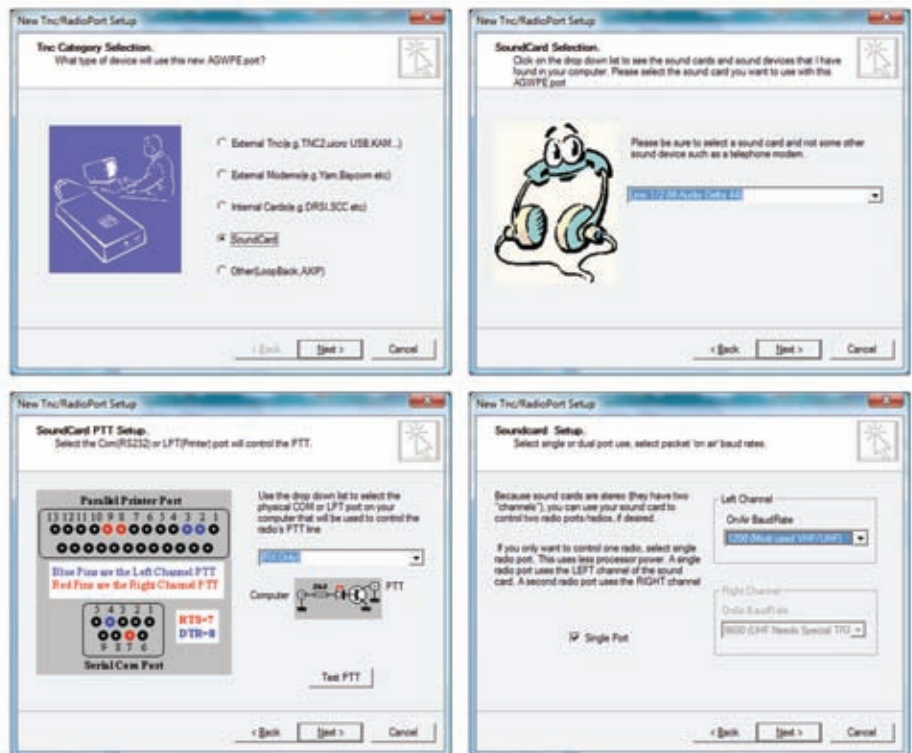 New Tnc/RadioPort Setup
Tnc Category Selection.
What type of device will use this new AGWPE port?
External Tnc(e.g.TNC2,ucro USB.KAM...)
External Modems(e.g.Yam,Baycom etc)
Internal Cards(e.g.DRSI,SCC etc)
SoundCard
Other(LoopBack,AXIP)
< Back
Next >
Cancel
New Tnc/RadioPort Setup
SoundCard Selection.
Click on the drop down list to see the sound cards and sound devices that I have
found in your computer. Please select the sound card you want to use with this
AGWPE port
Please be sure to select a sound card and not some other
sound device such as a telephone modem.
Line 1/2 (M-Audio Delta 44)
< Back
Next >
Cancel
New Tnc/RadioPort Setup
SoundCard PTT Setup.
Select the Com(RS232) or LPT(Printer) port will control the PTT.
Parallel Printer Port
13 12 11 10 9 8 7 6 5 4 3 2 1
Blue Pins are the Left Channel PTT
Red Pins are the Right Channel PTT
5 4 3 2 1
9 8 7 6
Serial Com Port
RTS=7
DTR=8
Use the drop down list to select the
physical COM or LPT port on your
computer that will be used to control the
radio's PTT line
Computer
PTT
Test PTT
< Back
Next >
Cancel
New Tnc/RadioPort Setup
Soundcard Setup.
Select single or dual port use, select packet 'on air' baud rates.
Because sound cards are stereo (they have two
"channels"), you can use your sound card to
control two radio ports/radios, if desired.
If you only want to control one radio, select single
radio port. This uses less processor power. A single
radio port uses the LEFT channel of the sound
card. A second radio port uses the RIGHT channel
Single Port
Left Channel
OnAir BaudRate
1200 (Most used VHF/UHF)
Right Channel
OnAir BaudRate
9600 (UHF Needs Special
< Back
Next >
Cancel